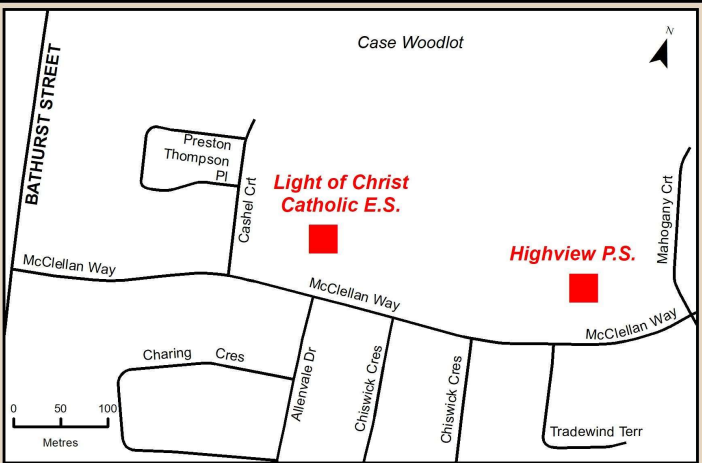 Case Woodlot
N
BATHURST STREET
Preston
Thompson
Pl
Cashel Crt
Light of Christ
Catholic E.S.
Mahogany Crt
Highview P.S.
McClellan Way
McClellan Way
McClellan Way
Charing Cres
Allenvale Dr
Chiswick Cres
Chiswick Cres
Tradewind Terr
0 50 100
Metres